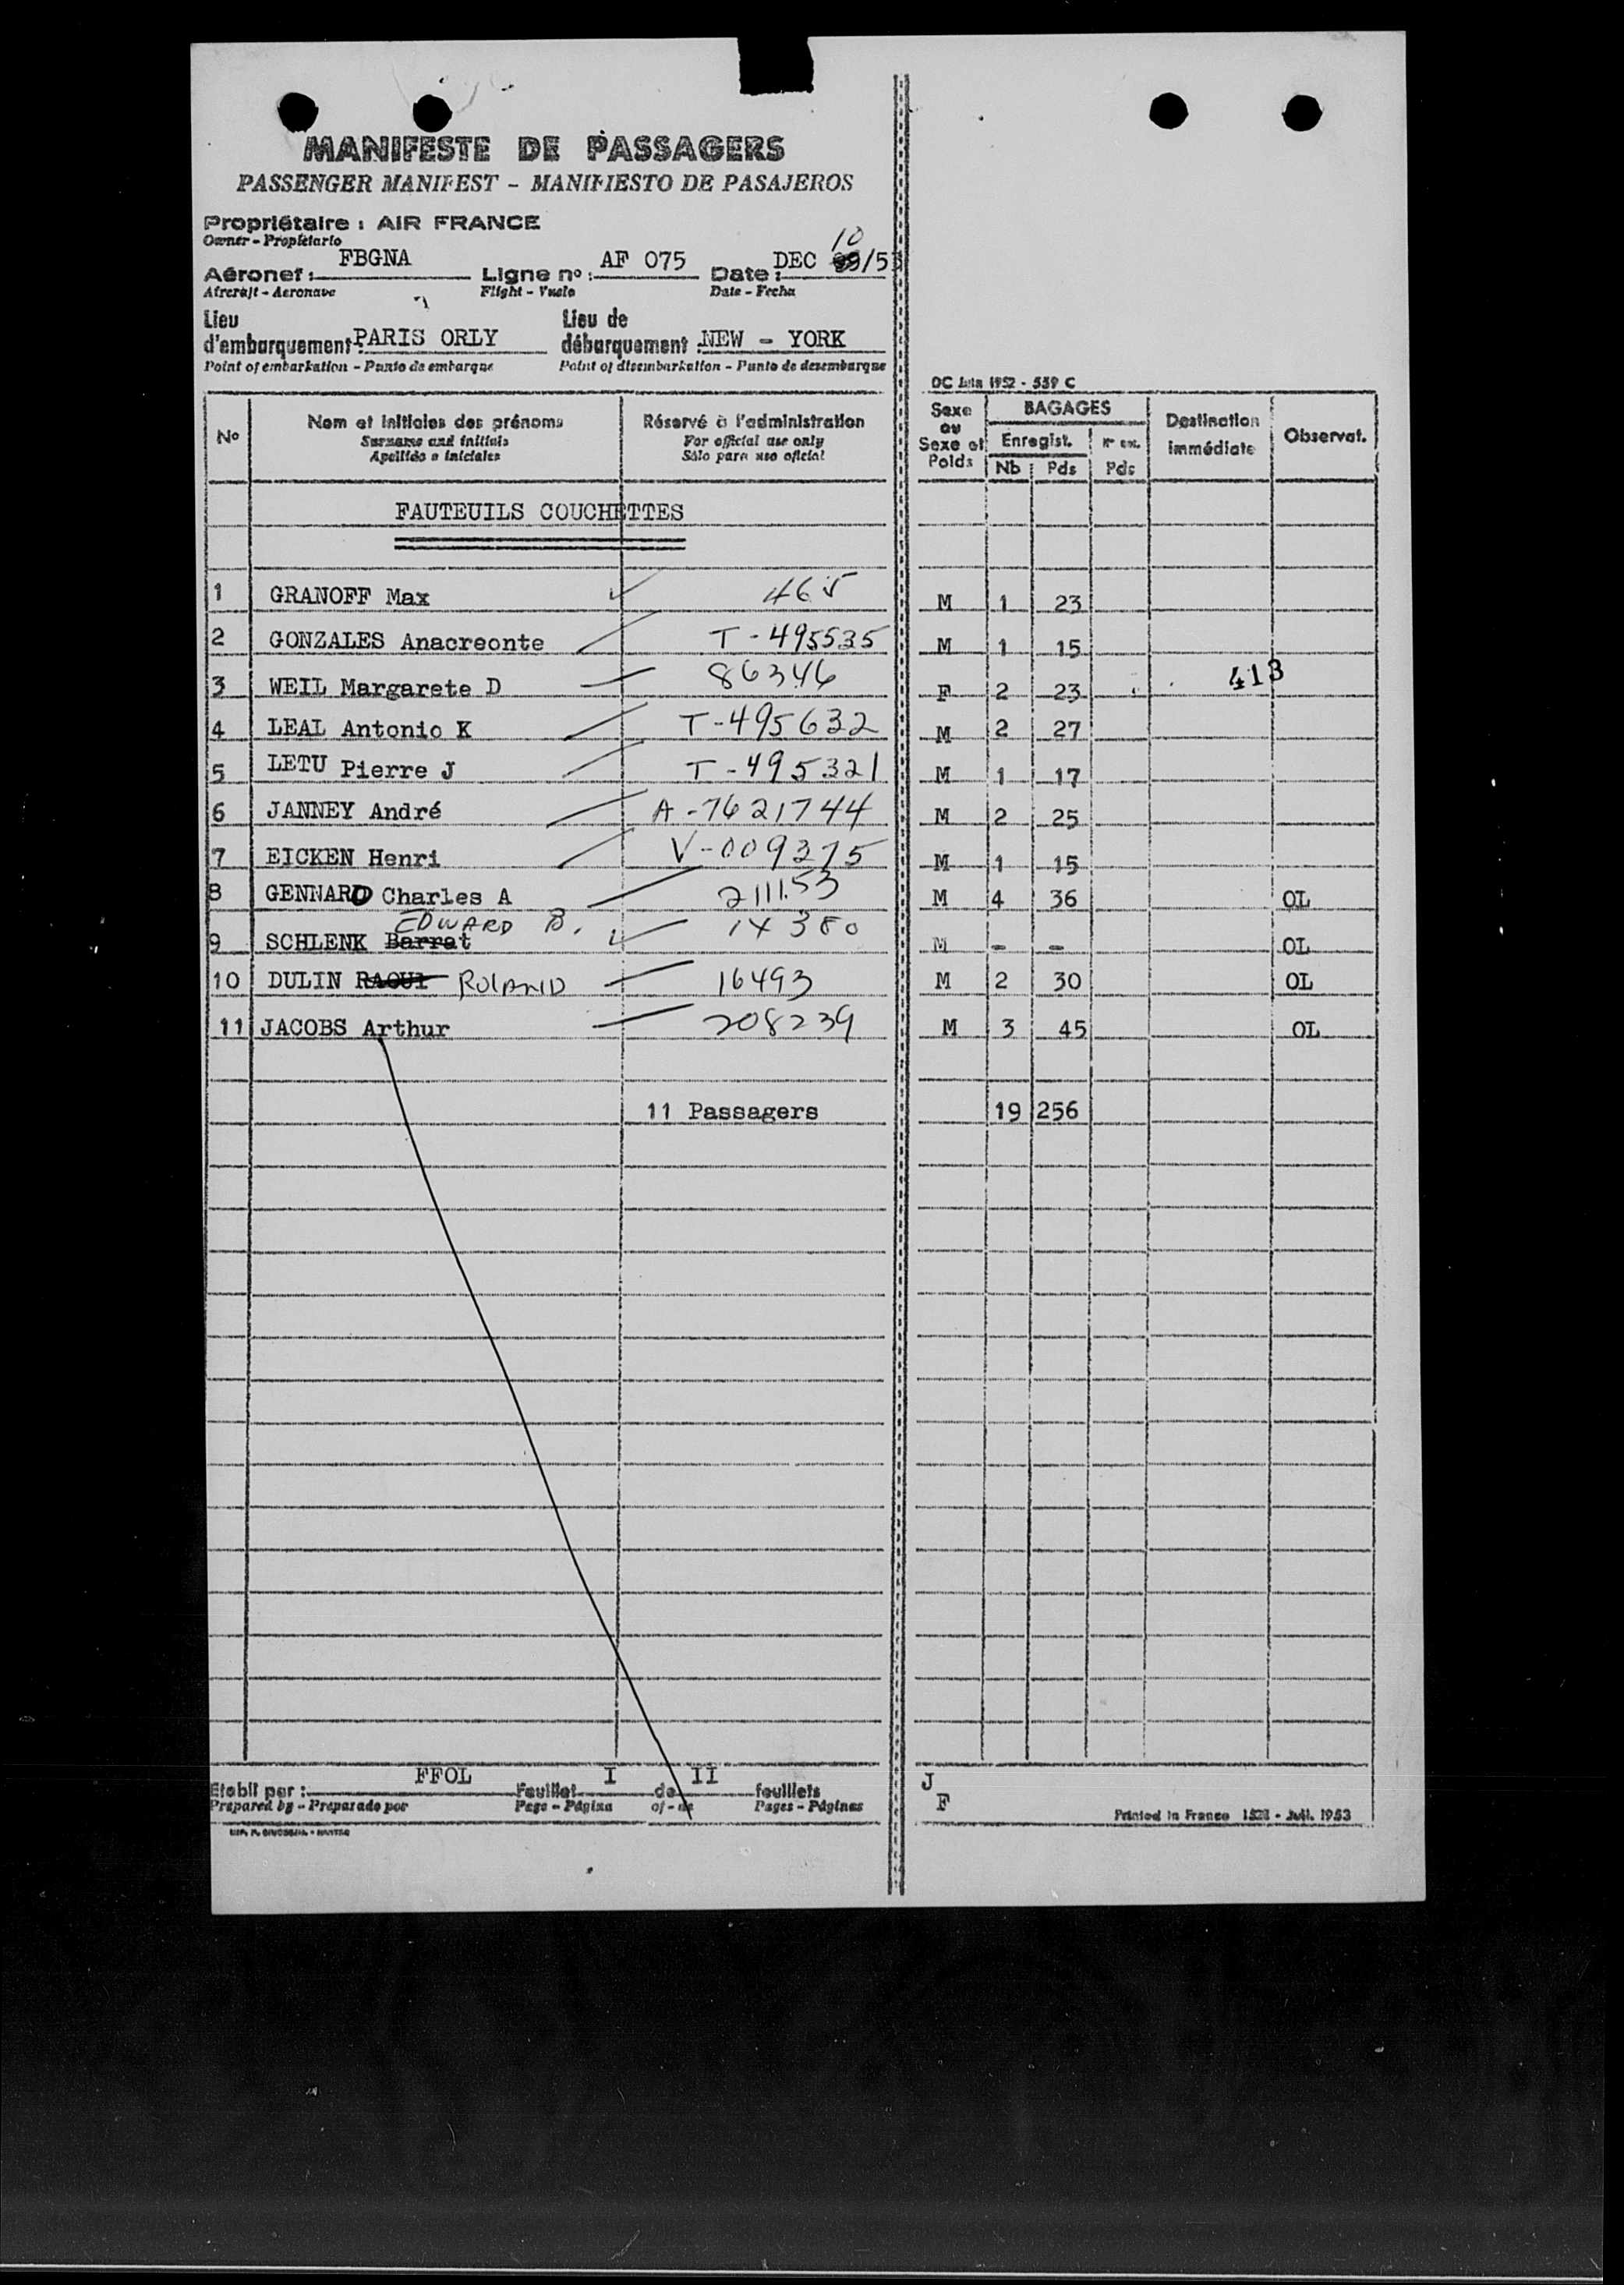 MANIFESTE DE PASSAGERS
PASSENGER MANIFEST - MANIFIESTO DE PASAJEROS
Propriétaire : AIR FRANCE
Owner - Propietario
Aéronef : FBGNA Ligne nº : AF 075 Date : DEC 10 /53
Aircraft - Aeronave Flight - Vuelo Date - Fecha
Lieu d'embarquement : PARIS ORLY Lieu de débarquement : NEW - YORK
Point of embarkation - Punto de embarque Point of disembarkation - Punto de desembarque
DC 1952 - 559 C
Nº Nom et initiales des prénoms Réservé à l'administration Sexe ou Sexe et Poids BAGAGES Destination immédiate Observat.
Surname and initials For official use only Enregist.
Apellido e iniciales Sólo para uso oficial Nb Pds Pds
FAUTEUILS COUCHETTES
1 GRANOFF Max 465 M 1 23
2 GONZALES Anacreonte T-495535 M 1 15
3 WEIL Margarete D 86346 F 2 23 413
4 LEAL Antonio K T-495632 M 2 27
5 LETU Pierre J T-495321 M 1 17
6 JANNEY André A-7621744 M 2 25
7 EICKEN Henri V-009375 M 1 15
8 GENNARD Charles A 211153 M 4 36 OL
EDWARD B.
9 SCHLENK Barrat 14380 M - - OL
10 DULIN RAOUl ROLAND 16493 M 2 30 OL
11 JACOBS Arthur 208239 M 3 45 OL
11 Passagers 19 256
Etabli par : FFOL Feuillet I de II feuillets
Prepared by - Preparado por Page - Página of - de Pages - Páginas
J
F
Printed in France - Juil. 1953